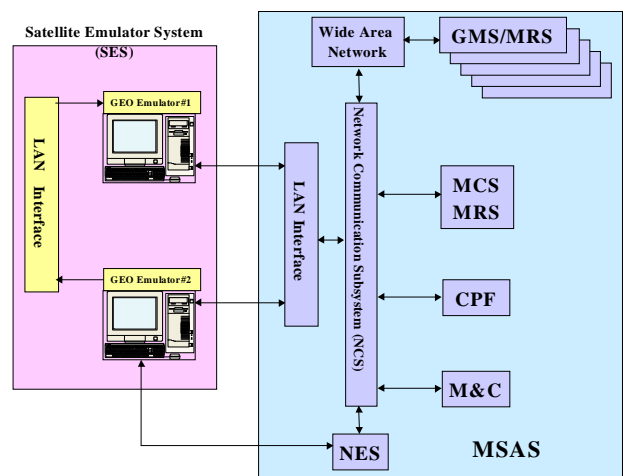 Satellite Emulator System
(SES)
GEO Emulator#1
LAN Interface
GEO Emulator#2
Wide Area
Network
GMS/MRS
LAN Interface
Network Communication Subsystem (NCS)
MCS
MRS
CPF
M&C
NES
MSAS